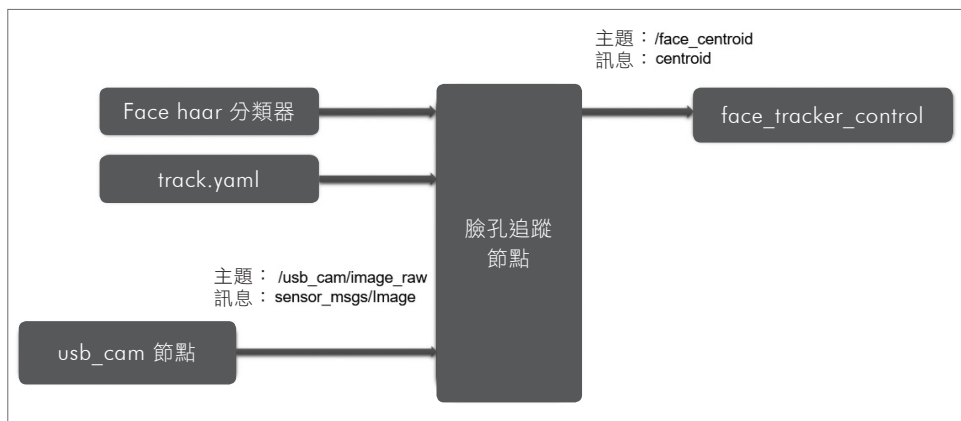 主題：/face_centroid
訊息：centroid
Face haar 分類器
face_tracker_control
track.yaml
臉孔追蹤
節點
主題： /usb_cam/image_raw
訊息：sensor_msgs/Image
usb_cam 節點